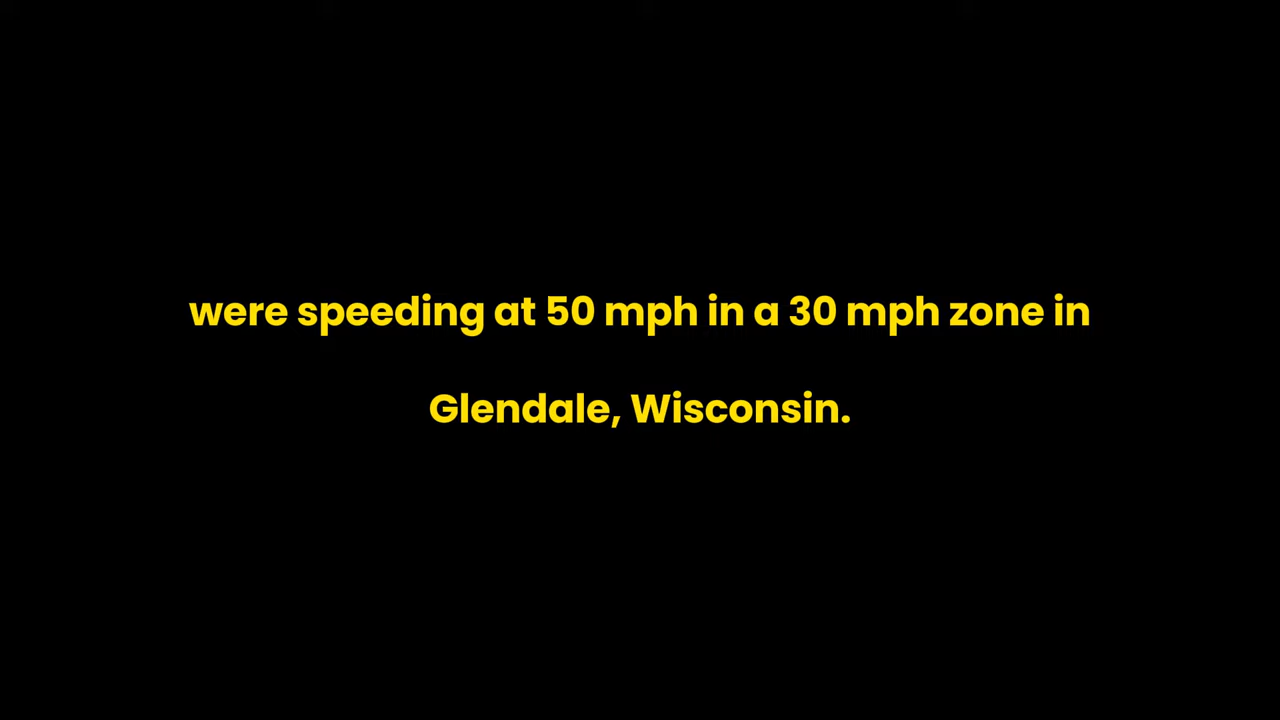 were speeding at 50 mph in a 30 mph zone in
Glendale, Wisconsin.